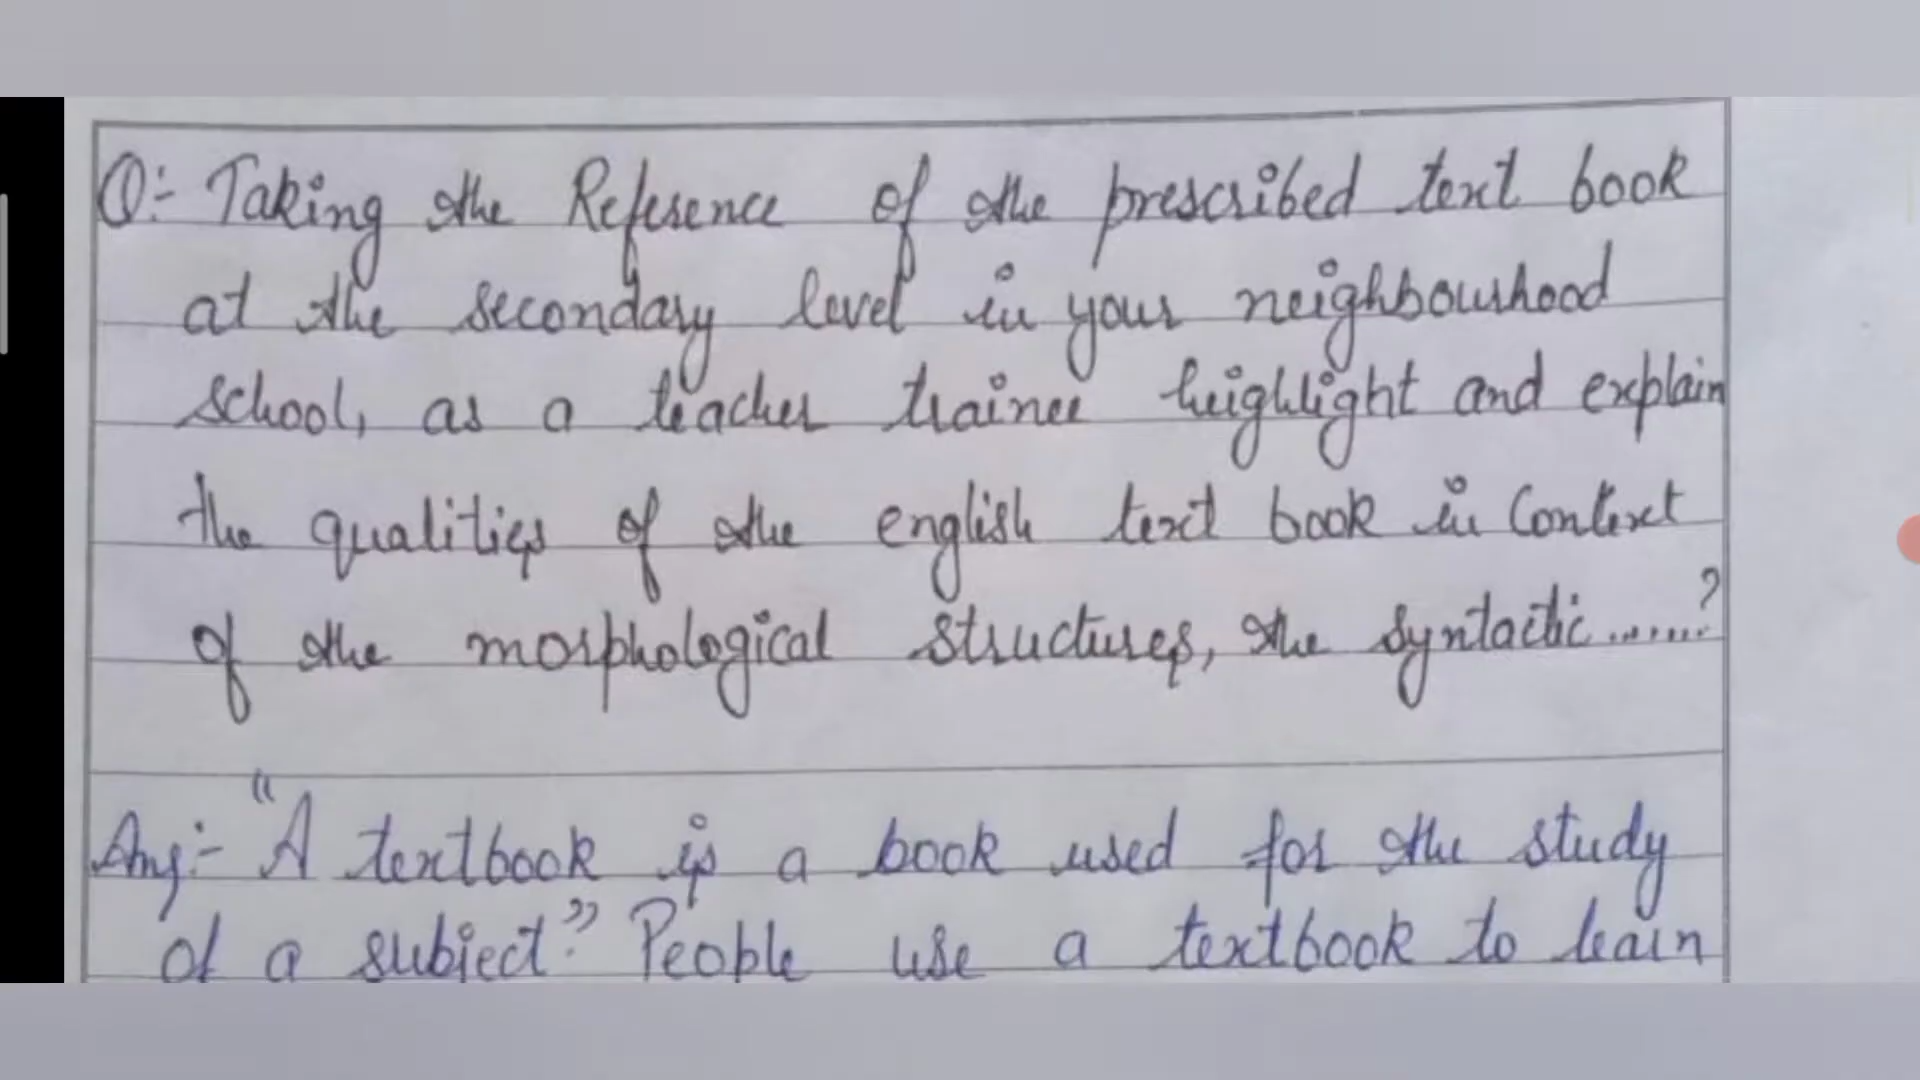 Q:- Taking the Reference of the prescribed text book
at the secondary level in your neighbourhood
school, as a teacher trainee heighlight and explain
the qualities of the english text book in Context
of the morphological structures, the syntactic.......?
Ans:- "A textbook is a book used for the study
of a subject." People use a textbook to learn